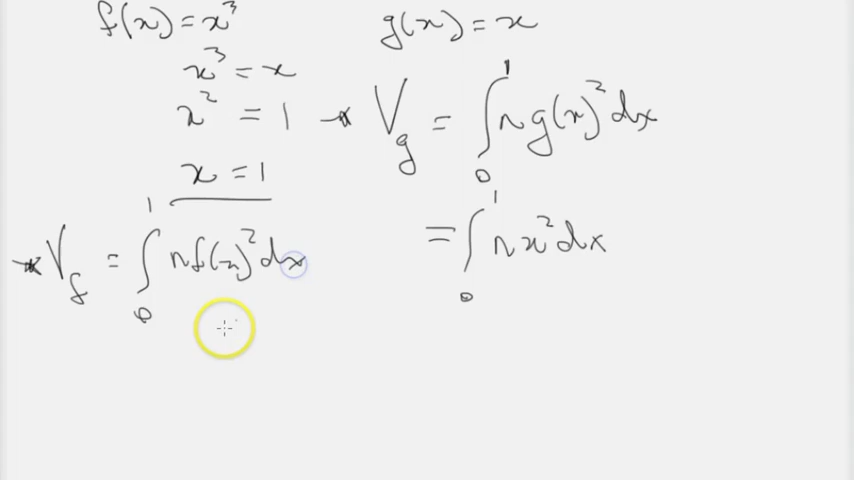 f(x) = x³
g(x) = x
x³ = x
x² = 1
x = 1
* V_g = ∫₀¹ π g(x)² dx
= ∫₀¹ π x² dx
* V_f = ∫₀¹ π f(x)² dx